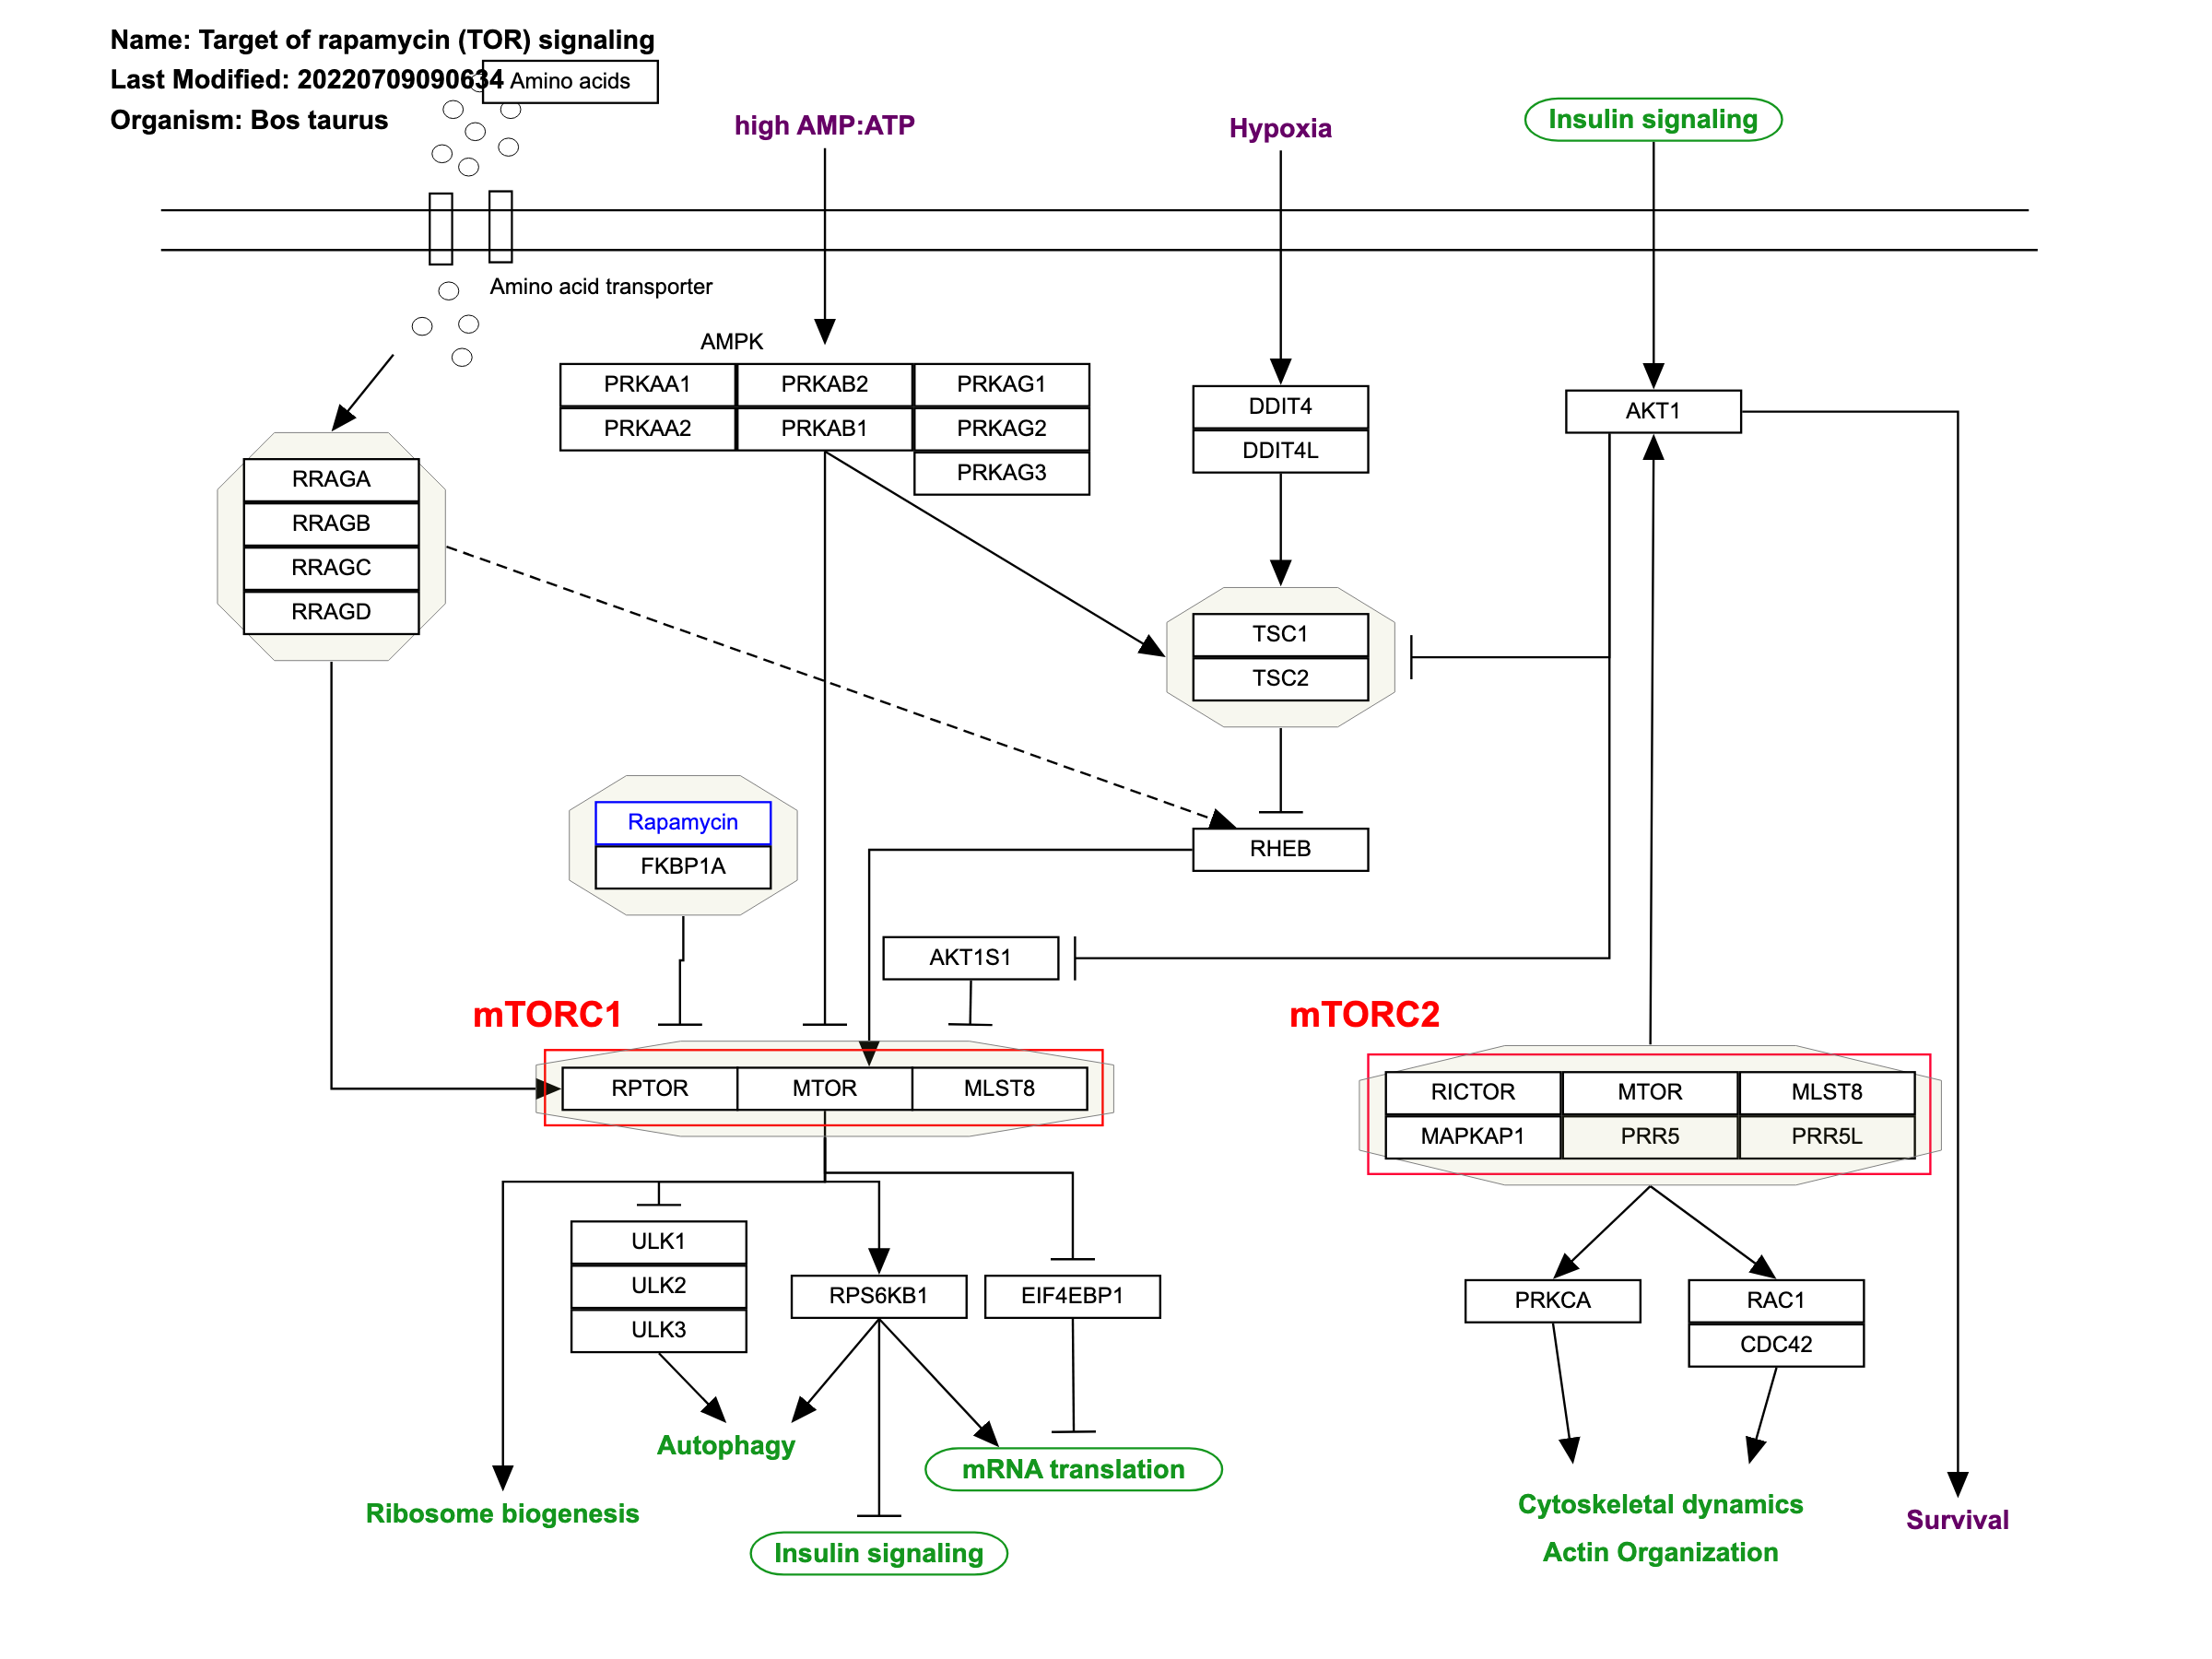 Name: Target of rapamycin (TOR) signaling
Last Modified: 20220709090634
Amino acids
Organism: Bos taurus
high AMP:ATP
Hypoxia
Insulin signaling
Amino acid transporter
AMPK
PRKAA1
PRKAB2
PRKAG1
PRKAA2
PRKAB1
PRKAG2
PRKAG3
DDIT4
DDIT4L
AKT1
RRAGA
RRAGB
RRAGC
RRAGD
TSC1
TSC2
Rapamycin
FKBP1A
RHEB
AKT1S1
mTORC1
mTORC2
RPTOR
MTOR
MLST8
RICTOR
MTOR
MLST8
MAPKAP1
PRR5
PRR5L
ULK1
ULK2
ULK3
RPS6KB1
EIF4EBP1
PRKCA
RAC1
CDC42
Autophagy
mRNA translation
Ribosome biogenesis
Insulin signaling
Cytoskeletal dynamics
Actin Organization
Survival